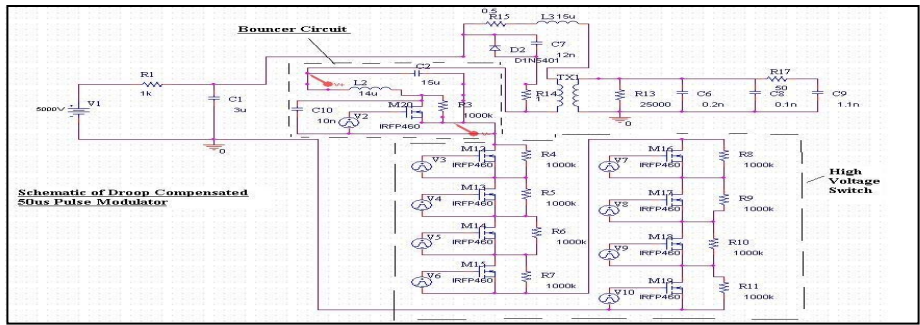 0.5
R15
L3
15u
Bouncer Circuit
D2
C7
12n
D1N5401
R1
1k
C2
15u
L2
14u
TX1
R17
50
5000V
V1
C1
3u
C10
10n
M20
V2
IRFP460
R3
1000k
R14
1
R13
25000
C6
0.2n
C8
0.1n
C9
1.1n
0
0
M12
V3
IRFP460
R4
1000k
M16
V7
IRFP460
R8
1000k
High
Voltage
Switch
Schematic of Droop Compensated
50us Pulse Modulator
M13
V4
IRFP460
R5
1000k
M17
V8
IRFP460
R9
1000k
M14
V5
IRFP460
R6
1000k
M18
V9
IRFP460
R10
1000k
M15
V6
IRFP460
R7
1000k
M19
V10
IRFP460
R11
1000k